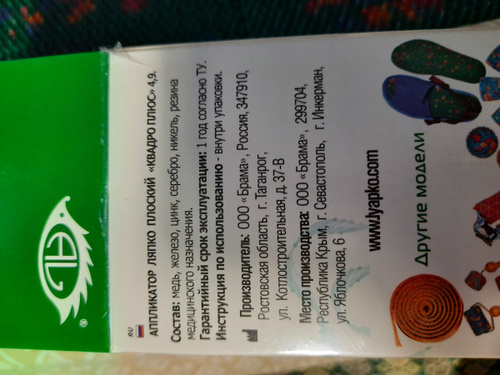 RU
АППЛИКАТОР ЛЯПКО ПЛОСКИЙ «КВАДРО ПЛЮС» 4,9.
Состав: медь, железо, цинк, серебро, никель, резина
медицинского назначения.
Гарантийный срок эксплуатации: 1 год согласно ТУ.
Инструкция по использованию - внутри упаковки.
Производитель: ООО «Брама», Россия, 347910,
Ростовская область, г. Таганрог,
ул. Котлостроительная, д. 37-В
Место производства: ООО «Брама», 299704,
Республика Крым, г. Севастополь, г. Инкерман,
ул. Яблочкова, 6
www.lyapko.com
Другие модели
®